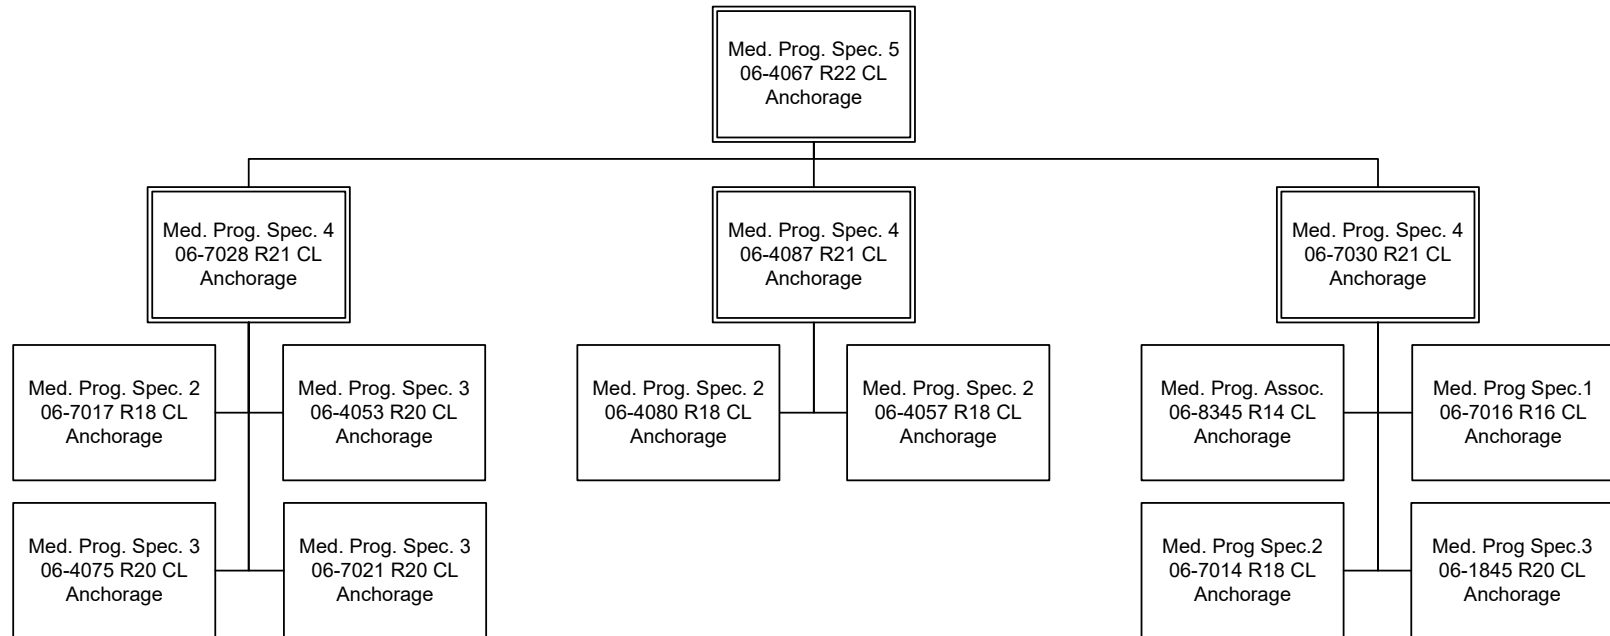 Med. Prog. Spec. 5
06-4067 R22 CL
Anchorage
Med. Prog. Spec. 4
06-7028 R21 CL
Anchorage
Med. Prog. Spec. 4
06-4087 R21 CL
Anchorage
Med. Prog. Spec. 4
06-7030 R21 CL
Anchorage
Med. Prog. Spec. 2
06-7017 R18 CL
Anchorage
Med. Prog. Spec. 3
06-4053 R20 CL
Anchorage
Med. Prog. Spec. 2
06-4080 R18 CL
Anchorage
Med. Prog. Spec. 2
06-4057 R18 CL
Anchorage
Med. Prog. Assoc.
06-8345 R14 CL
Anchorage
Med. Prog Spec.1
06-7016 R16 CL
Anchorage
Med. Prog. Spec. 3
06-4075 R20 CL
Anchorage
Med. Prog. Spec. 3
06-7021 R20 CL
Anchorage
Med. Prog Spec.2
06-7014 R18 CL
Anchorage
Med. Prog Spec.3
06-1845 R20 CL
Anchorage